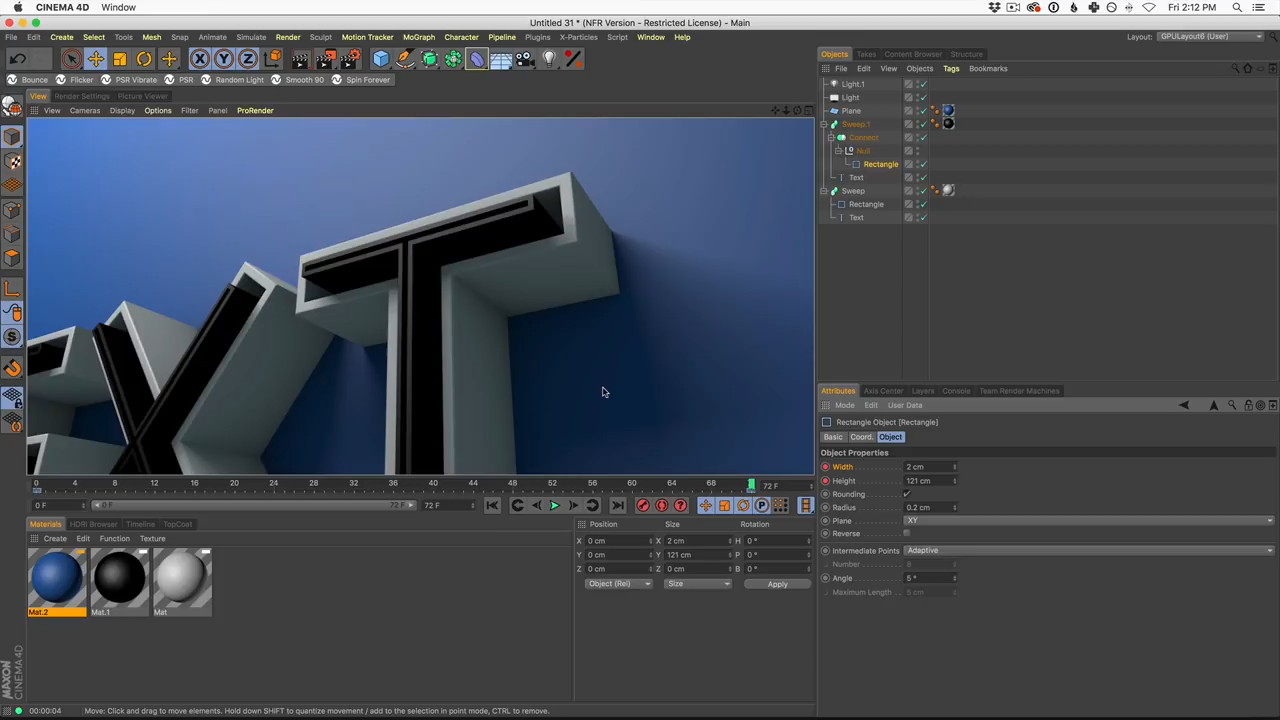 CINEMA 4D Window Fri 2:12 PM
Untitled 31 * (NFR Version - Restricted License) - Main
File Edit Create Select Tools Mesh Snap Animate Simulate Render Sculpt Motion Tracker MoGraph Character Pipeline Plugins X-Particles Script Window Help Layout: GPULayout6 (User)
Objects Takes Content Browser Structure
File Edit View Objects Tags Bookmarks
Bounce Flicker PSR Vibrate PSR Random Light Smooth 90 Spin Forever
View Render Settings Picture Viewer
View Cameras Display Options Filter Panel ProRender
Light.1
Light
Plane
Sweep.1
Connect
Null
Rectangle
Text
Sweep
Rectangle
Text
XT
Attributes Axis Center Layers Console Team Render Machines
Mode Edit User Data
Rectangle Object [Rectangle]
Basic Coord. Object
Object Properties
Width 2 cm
Height 121 cm
Rounding
Radius 0.2 cm
Plane XY
Reverse
Intermediate Points Adaptive
Number 8
Angle 5 °
Maximum Length 5 cm
0 4 8 12 16 20 24 28 32 36 40 44 48 52 56 60 64 68 72 F
0 F 0 F 72 F 72 F
Materials HDRI Browser Timeline TopCoat
Create Edit Function Texture
Mat.2 Mat.1 Mat
Position Size Rotation
X 0 cm X 2 cm H 0 °
Y 0 cm Y 121 cm P 0 °
Z 0 cm Z 0 cm B 0 °
Object (Rel) Size Apply
MAXON CINEMA 4D
00:00:04 Move: Click and drag to move elements. Hold down SHIFT to quantize movement / add to the selection in point mode, CTRL to remove.